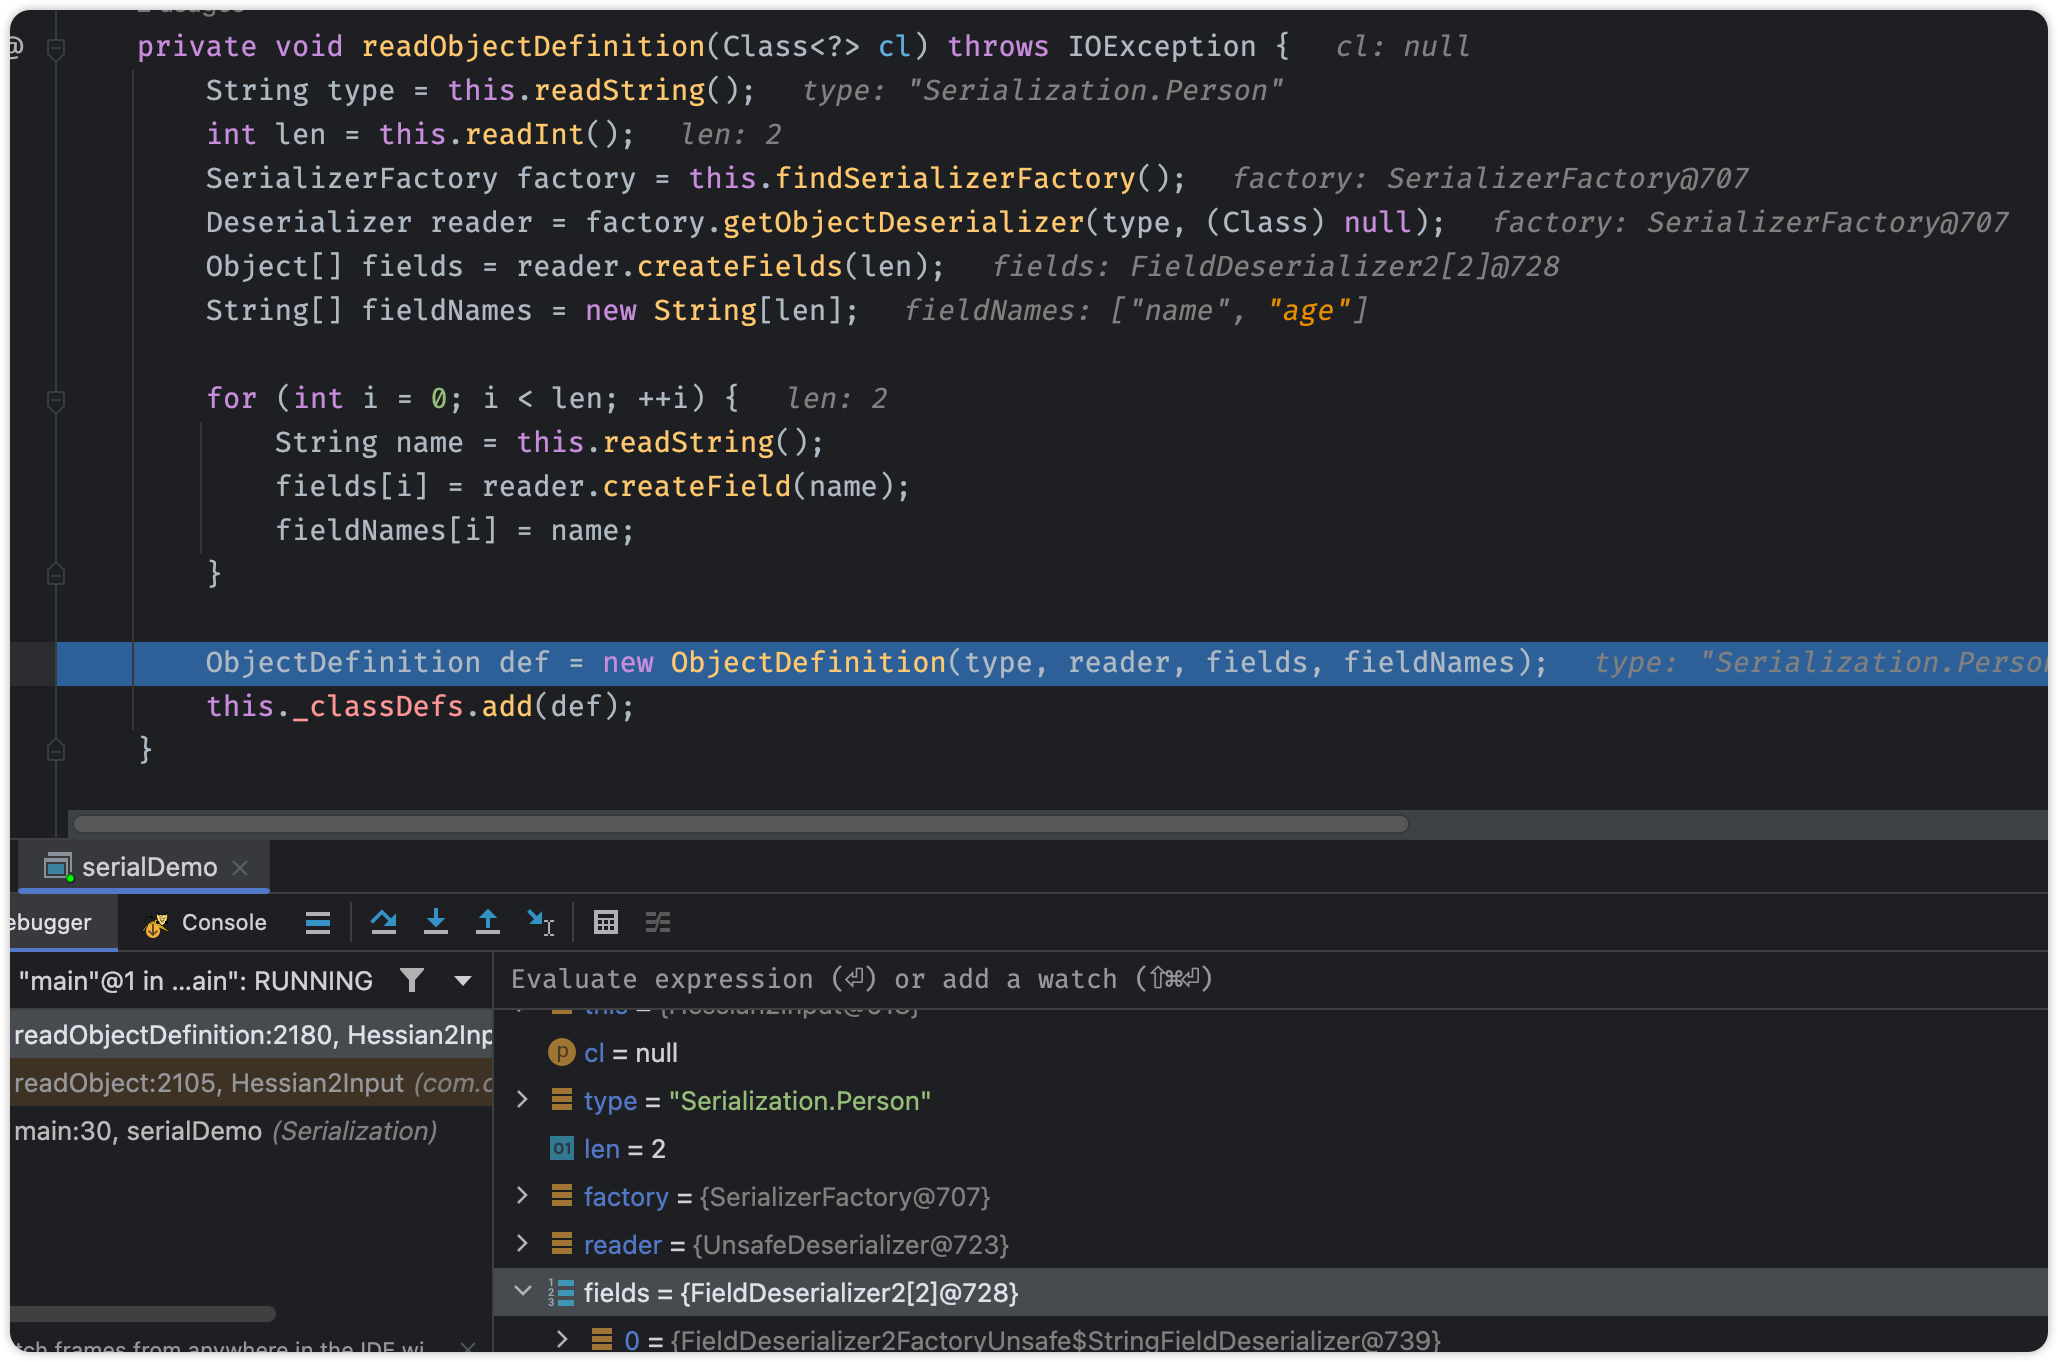 private void readObjectDefinition(Class<?> cl) throws IOException {   cl: null
String type = this.readString();   type: "Serialization.Person"
int len = this.readInt();   len: 2
SerializerFactory factory = this.findSerializerFactory();   factory: SerializerFactory@707
Deserializer reader = factory.getObjectDeserializer(type, (Class) null);   factory: SerializerFactory@707
Object[] fields = reader.createFields(len);   fields: FieldDeserializer2[2]@728
String[] fieldNames = new String[len];   fieldNames: ["name", "age"]
for (int i = 0; i < len; ++i) {   len: 2
String name = this.readString();
fields[i] = reader.createField(name);
fieldNames[i] = name;
}
ObjectDefinition def = new ObjectDefinition(type, reader, fields, fieldNames);   type: "Serialization.Person
this._classDefs.add(def);
}
serialDemo
ebugger Console
"main"@1 in ...ain": RUNNING
Evaluate expression (⏎) or add a watch (⇧⌘⏎)
readObjectDefinition:2180, Hessian2Inp
readObject:2105, Hessian2Input (com.c
main:30, serialDemo (Serialization)
this = {Hessian2Input@618}
cl = null
type = "Serialization.Person"
len = 2
factory = {SerializerFactory@707}
reader = {UnsafeDeserializer@723}
fields = {FieldDeserializer2[2]@728}
0 = {FieldDeserializer2FactoryUnsafe$StringFieldDeserializer@739}
tch frames from anywhere in the IDE wi